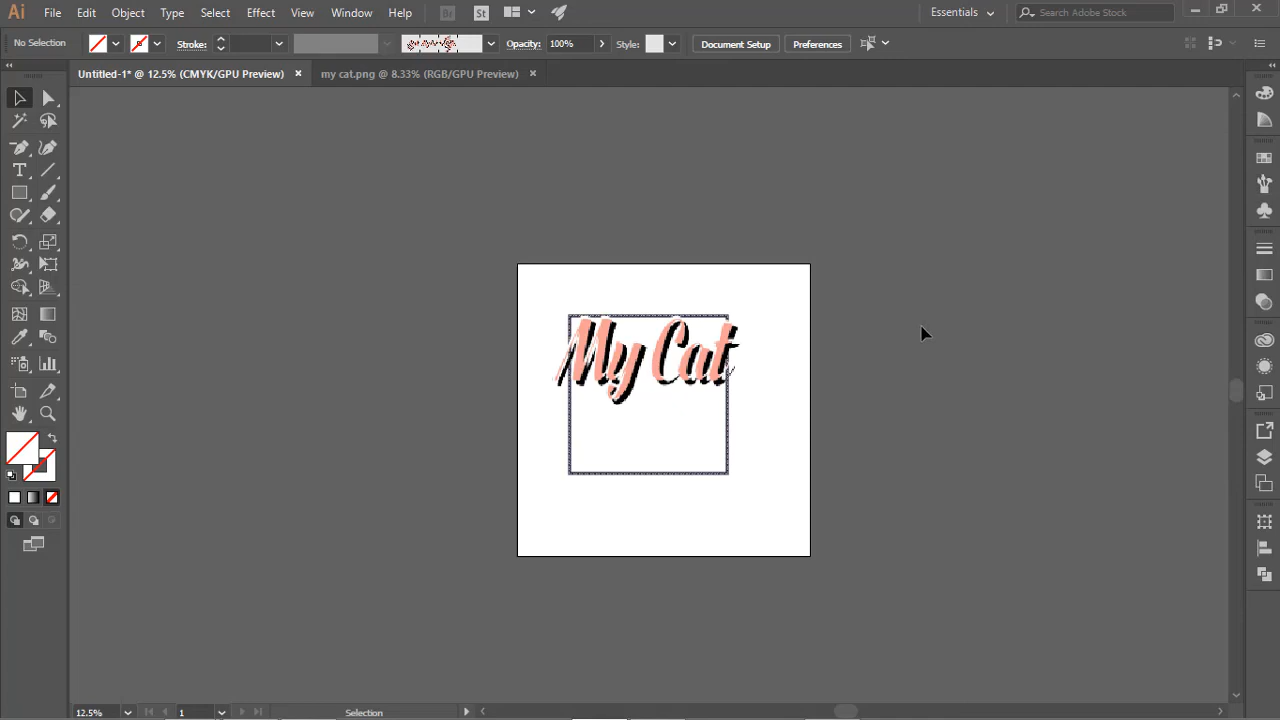 Ai File Edit Object Type Select Effect View Window Help Br St Essentials Search Adobe Stock
No Selection Stroke: Opacity: 100% Style: Document Setup Preferences
Untitled-1* @ 12.5% (CMYK/GPU Preview) × my cat.png @ 8.33% (RGB/GPU Preview) ×
My Cat
12.5% 1 Selection